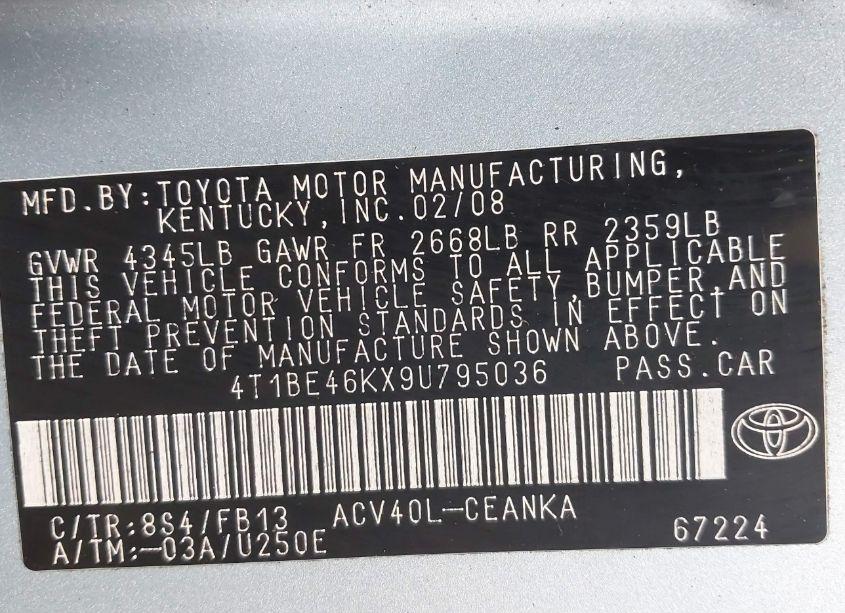 MFD.BY:TOYOTA MOTOR MANUFACTURING,
KENTUCKY,INC.02/08
GVWR 4345LB GAWR FR 2668LB RR 2359LB
THIS VEHICLE CONFORMS TO ALL APPLICABLE
FEDERAL MOTOR VEHICLE SAFETY,BUMPER,AND
THEFT PREVENTION STANDARDS IN EFFECT ON
THE DATE OF MANUFACTURE SHOWN ABOVE.
4T1BE46KX9U795036 PASS.CAR
C/TR:8S4/FB13 ACV40L-CEANKA
A/TM:-03A/U250E 67224